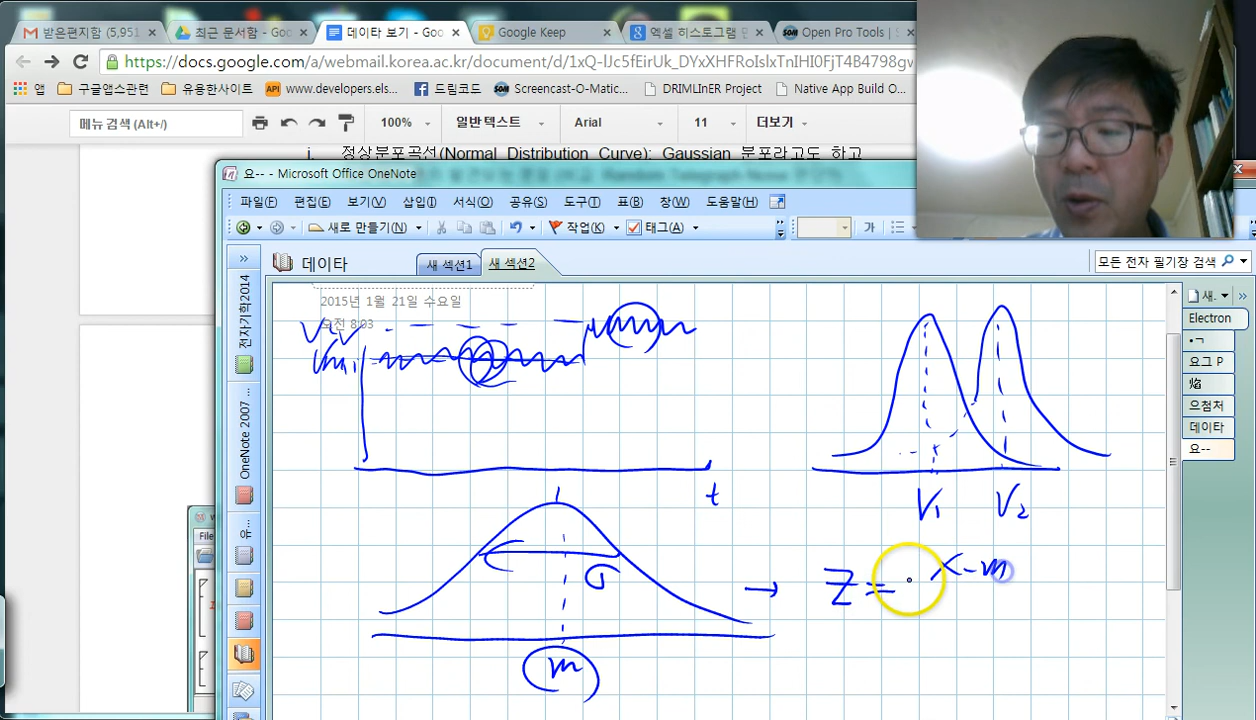 받은편지함 (5,951
최근 문서함 - Goo
데이타 보기 - Goo
Google Keep
엑셀 히스토그램
Open Pro Tools | S
https://docs.google.com/a/webmail.korea.ac.kr/document/d/1xQ-lJc5fEirUk_DYxXHFRoIslxTnIHI0FjT4B4798gv
앱
구글앱스관련
유용한사이트
API
www.developers.els...
드림코드
Screencast-O-Matic...
DRIMLInER Project
Native App Build O...
메뉴 검색 (Alt+/)
100%
일반 텍스트
Arial
11
더보기
i. 정상분포곡선(Normal Distribution Curve): Gaussian 분포라고도 하고
요-- - Microsoft Office OneNote
파일(F) 편집(E) 보기(V) 삽입(I) 서식(O) 공유(S) 도구(T) 표(B) 창(W) 도움말(H)
새로 만들기(N)
작업(K)
태그(A)
가
데이타
새 섹션1
새 섹션2
모든 전자 필기장 검색
2015년 1월 21일 수요일
오전 8:03
t
V1 V2
σ
m
→ Z = x-m
전자기학2014
OneNote 2007 ...
File
새.
Electron
•ㄱ
요그 P
焰
요첨처
데이타
요--